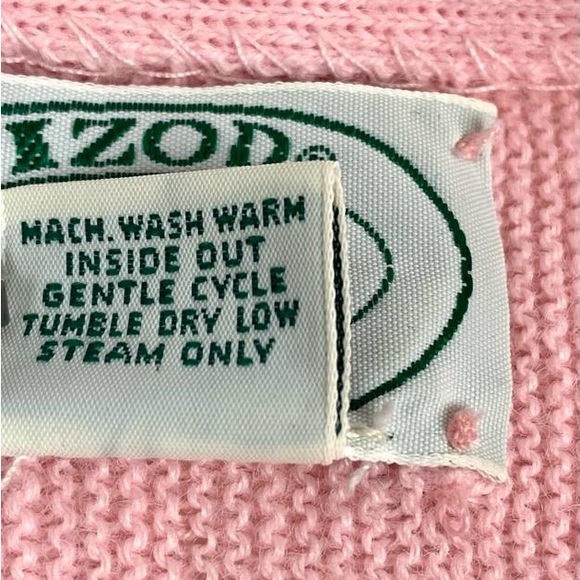 IZOD®
MACH. WASH WARM
INSIDE OUT
GENTLE CYCLE
TUMBLE DRY LOW
STEAM ONLY